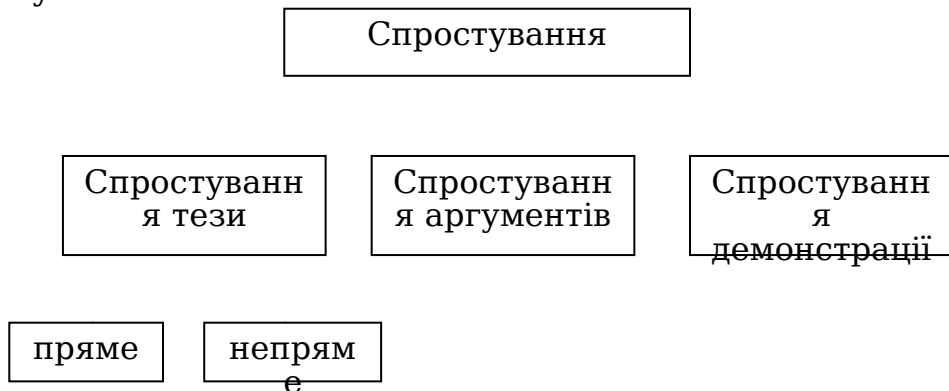 Спростування
Спростуванн
я тези
Спростуванн
я аргументів
Спростуванн
я
демонстрації
пряме
непрям
е